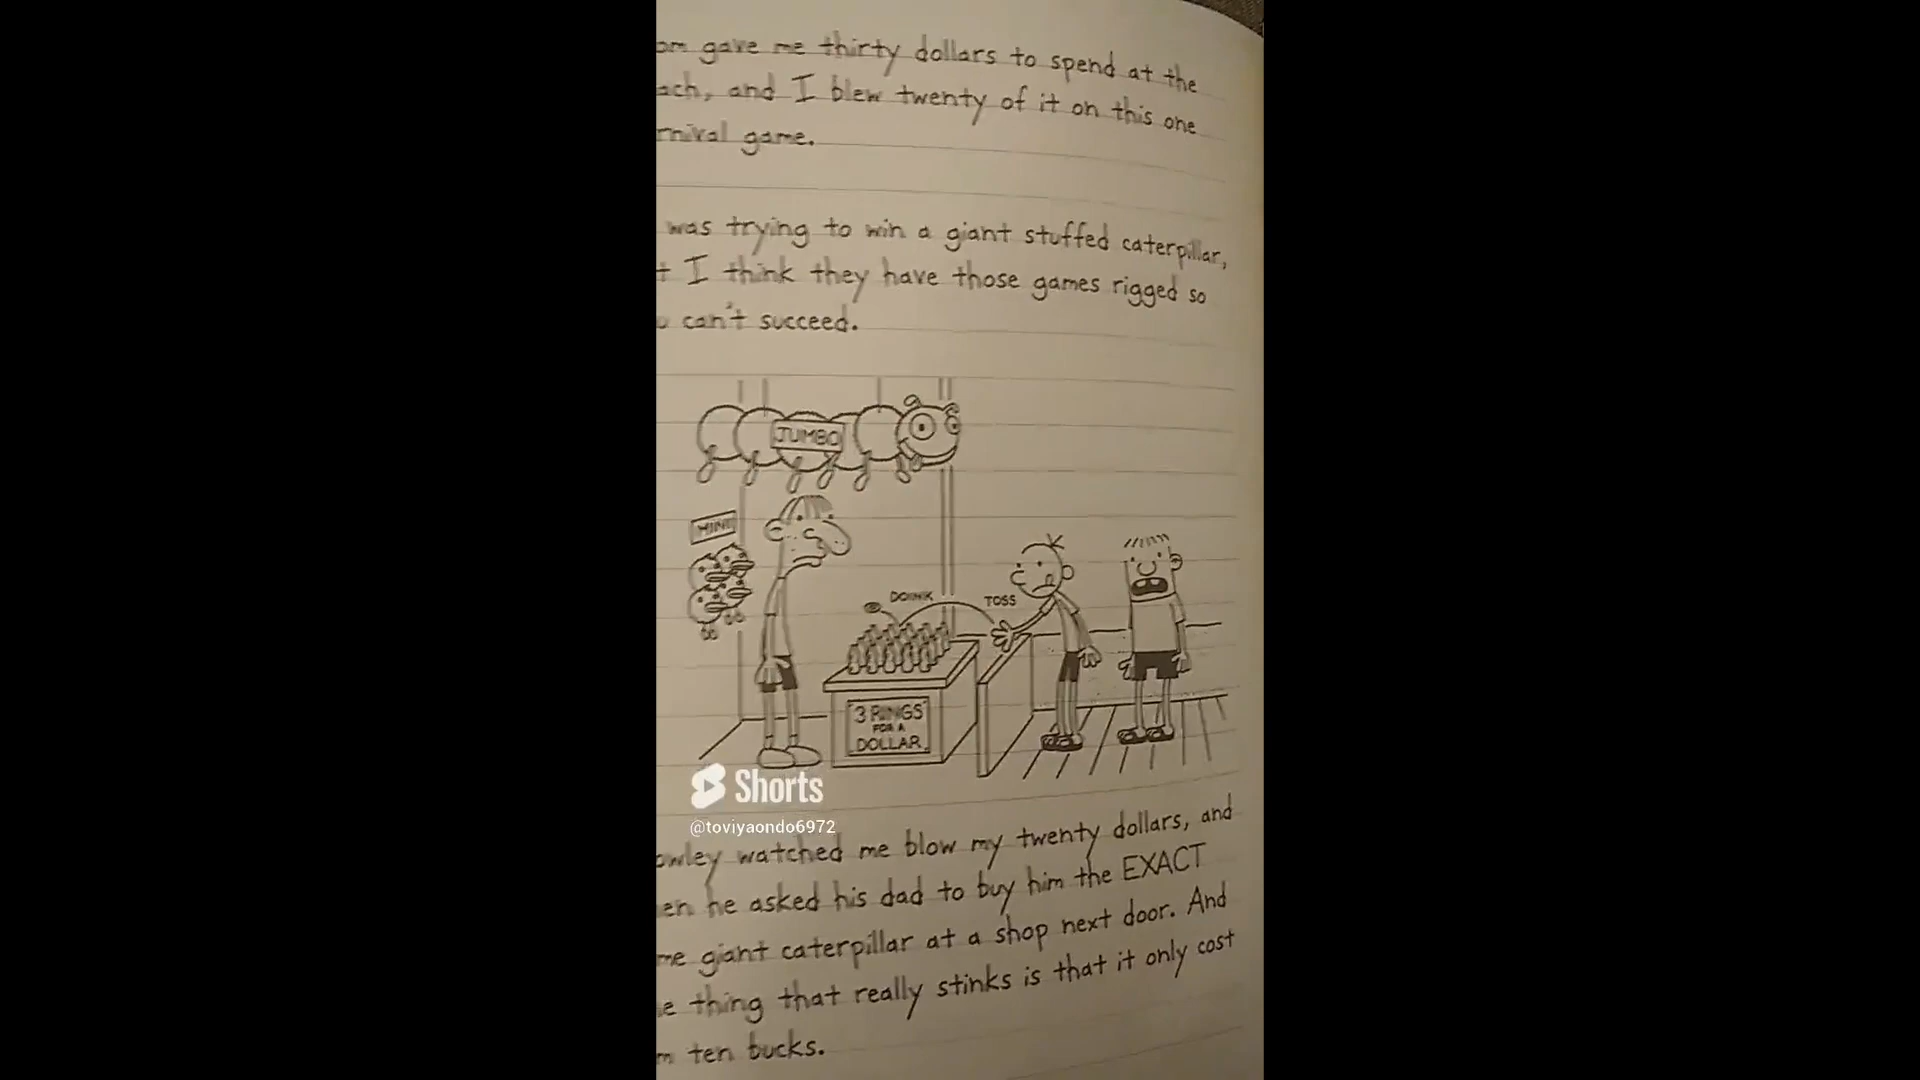 om gave me thirty dollars to spend at the
ach, and I blew twenty of it on this one
rnival game.
was trying to win a giant stuffed caterpillar,
t I think they have those games rigged so
u can't succeed.
JUMBO
MINI
DOINK
TOSS
3 RINGS
FOR A
DOLLAR
Shorts
@toviyaondo6972
owley watched me blow my twenty dollars, and
en he asked his dad to buy him the EXACT
me giant caterpillar at a shop next door. And
e thing that really stinks is that it only cost
m ten bucks.